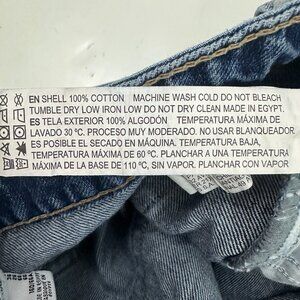 EN SHELL 100% COTTON MACHINE WASH COLD DO NOT BLEACH
TUMBLE DRY LOW IRON LOW DO NOT DRY CLEAN MADE IN EGYPT.
ES TELA EXTERIOR 100% ALGODÓN TEMPERATURA MÁXIMA DE
LAVADO 30 ºC. PROCESO MUY MODERADO. NO USAR BLANQUEADOR
ES POSIBLE EL SECADO EN MÁQUINA. TEMPERATURA BAJA,
TEMPERATURA MÁXIMA DE 60 ºC. PLANCHAR A UNA TEMPERATURA
MÁXIMA DE LA BASE DE 110 ºC, SIN VAPOR. PLANCHAR CON VAPOR